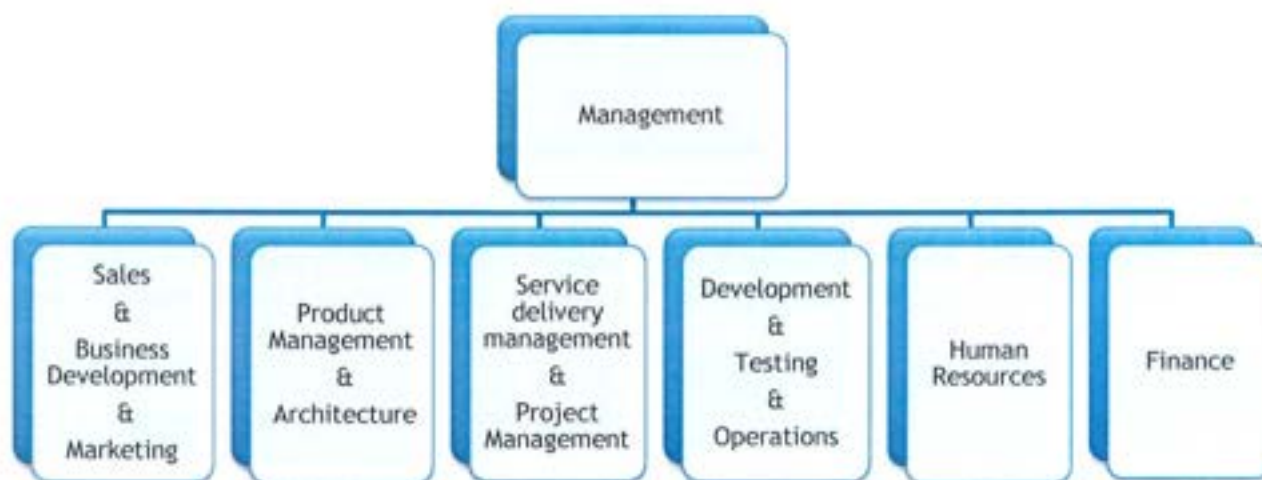 Management
Sales
&
Business
Development
&
Marketing
Product
Management
&
Architecture
Service
delivery
management
&
Project
Management
Development
&
Testing
&
Operations
Human
Resources
Finance